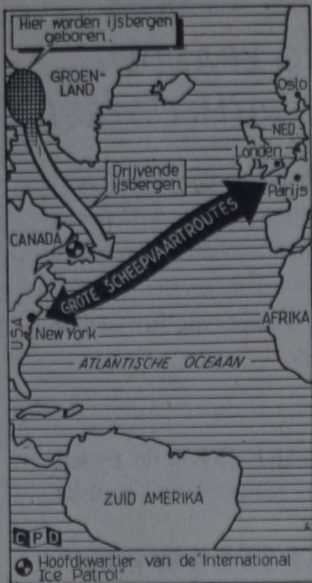 Hier worden ijsbergen
geboren.
GROEN-
LAND
Oslo
NED.
Londen
Parijs
Drijvende
ijsbergen
CANADA
GROTE SCHEEPVAARTROUTES
U.S.A.
New York
AFRIKA
ATLANTISCHE OCEAAN
ZUID AMERIKA
CPD
Hoofdkwartier van de "International
Ice Patrol"